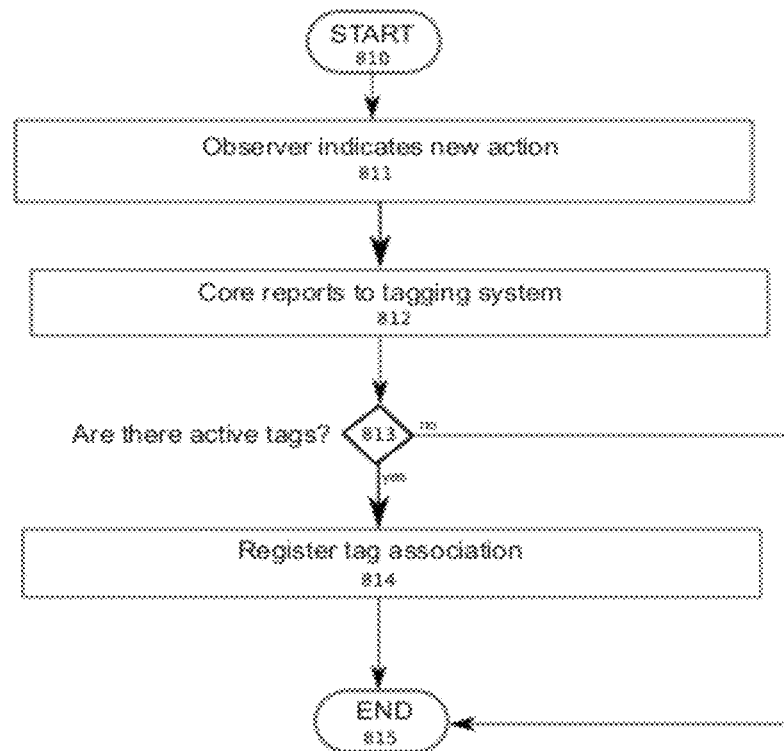 START
810
Observer indicates new action
811
Core reports to tagging system
812
Are there active tags?
813
no
yes
Register tag association
814
END
815